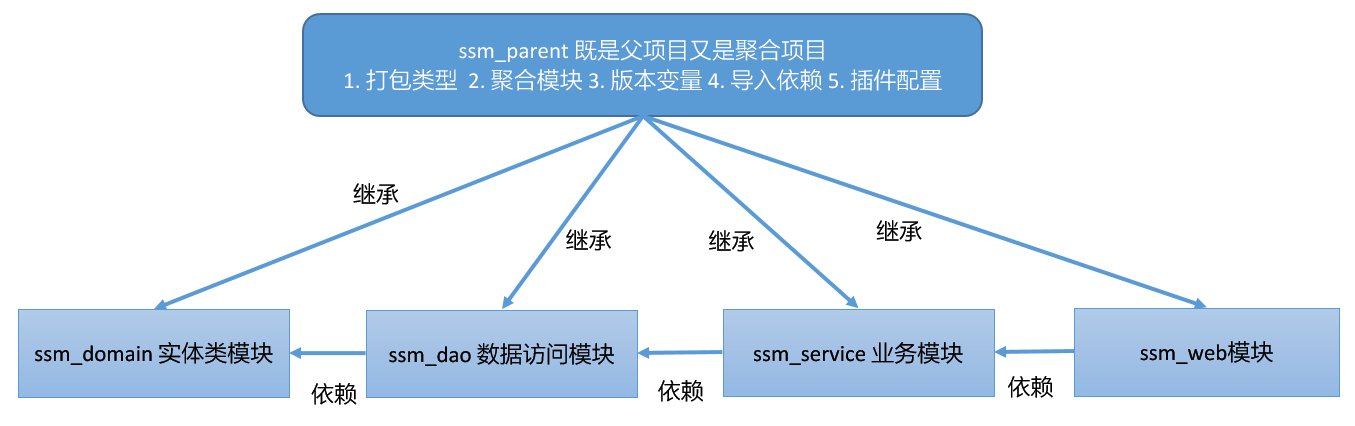 ssm_parent 既是父项目又是聚合项目
1. 打包类型 2. 聚合模块 3. 版本变量 4. 导入依赖 5. 插件配置
继承
继承
继承
继承
ssm_domain 实体类模块
ssm_dao 数据访问模块
ssm_service 业务模块
ssm_web模块
依赖
依赖
依赖